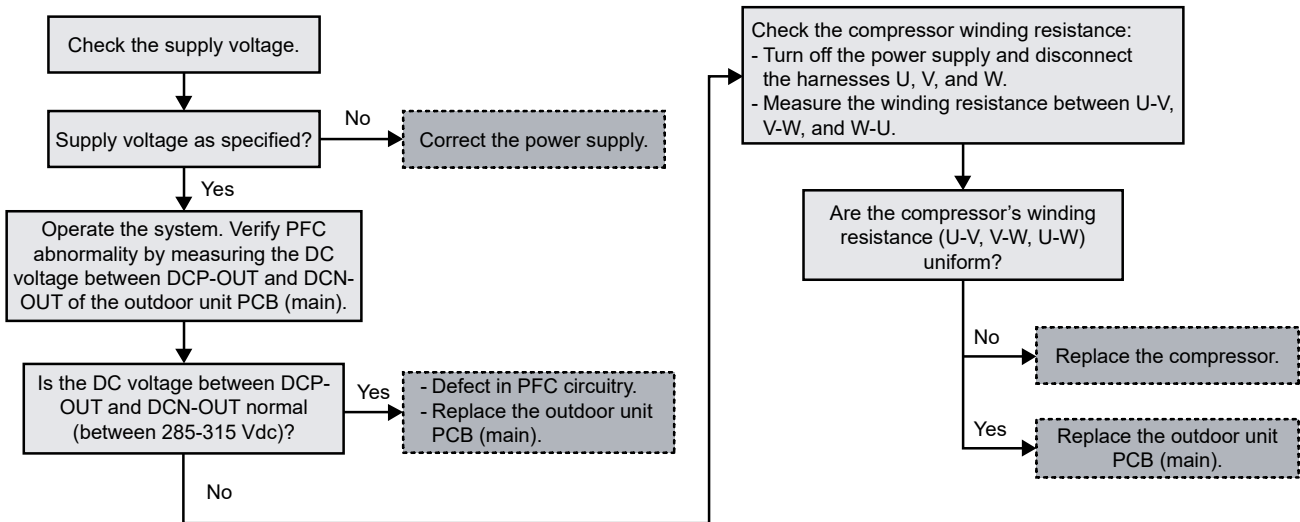 Check the supply voltage.
Supply voltage as specified?
No
Correct the power supply.
Yes
Operate the system. Verify PFC
abnormality by measuring the DC
voltage between DCP-OUT and DCN-
OUT of the outdoor unit PCB (main).
Is the DC voltage between DCP-
OUT and DCN-OUT normal
(between 285-315 Vdc)?
Yes
- Defect in PFC circuitry.
- Replace the outdoor unit
PCB (main).
No
Check the compressor winding resistance:
- Turn off the power supply and disconnect
the harnesses U, V, and W.
- Measure the winding resistance between U-V,
V-W, and W-U.
Are the compressor’s winding
resistance (U-V, V-W, U-W)
uniform?
No
Replace the compressor.
Yes
Replace the outdoor unit
PCB (main).